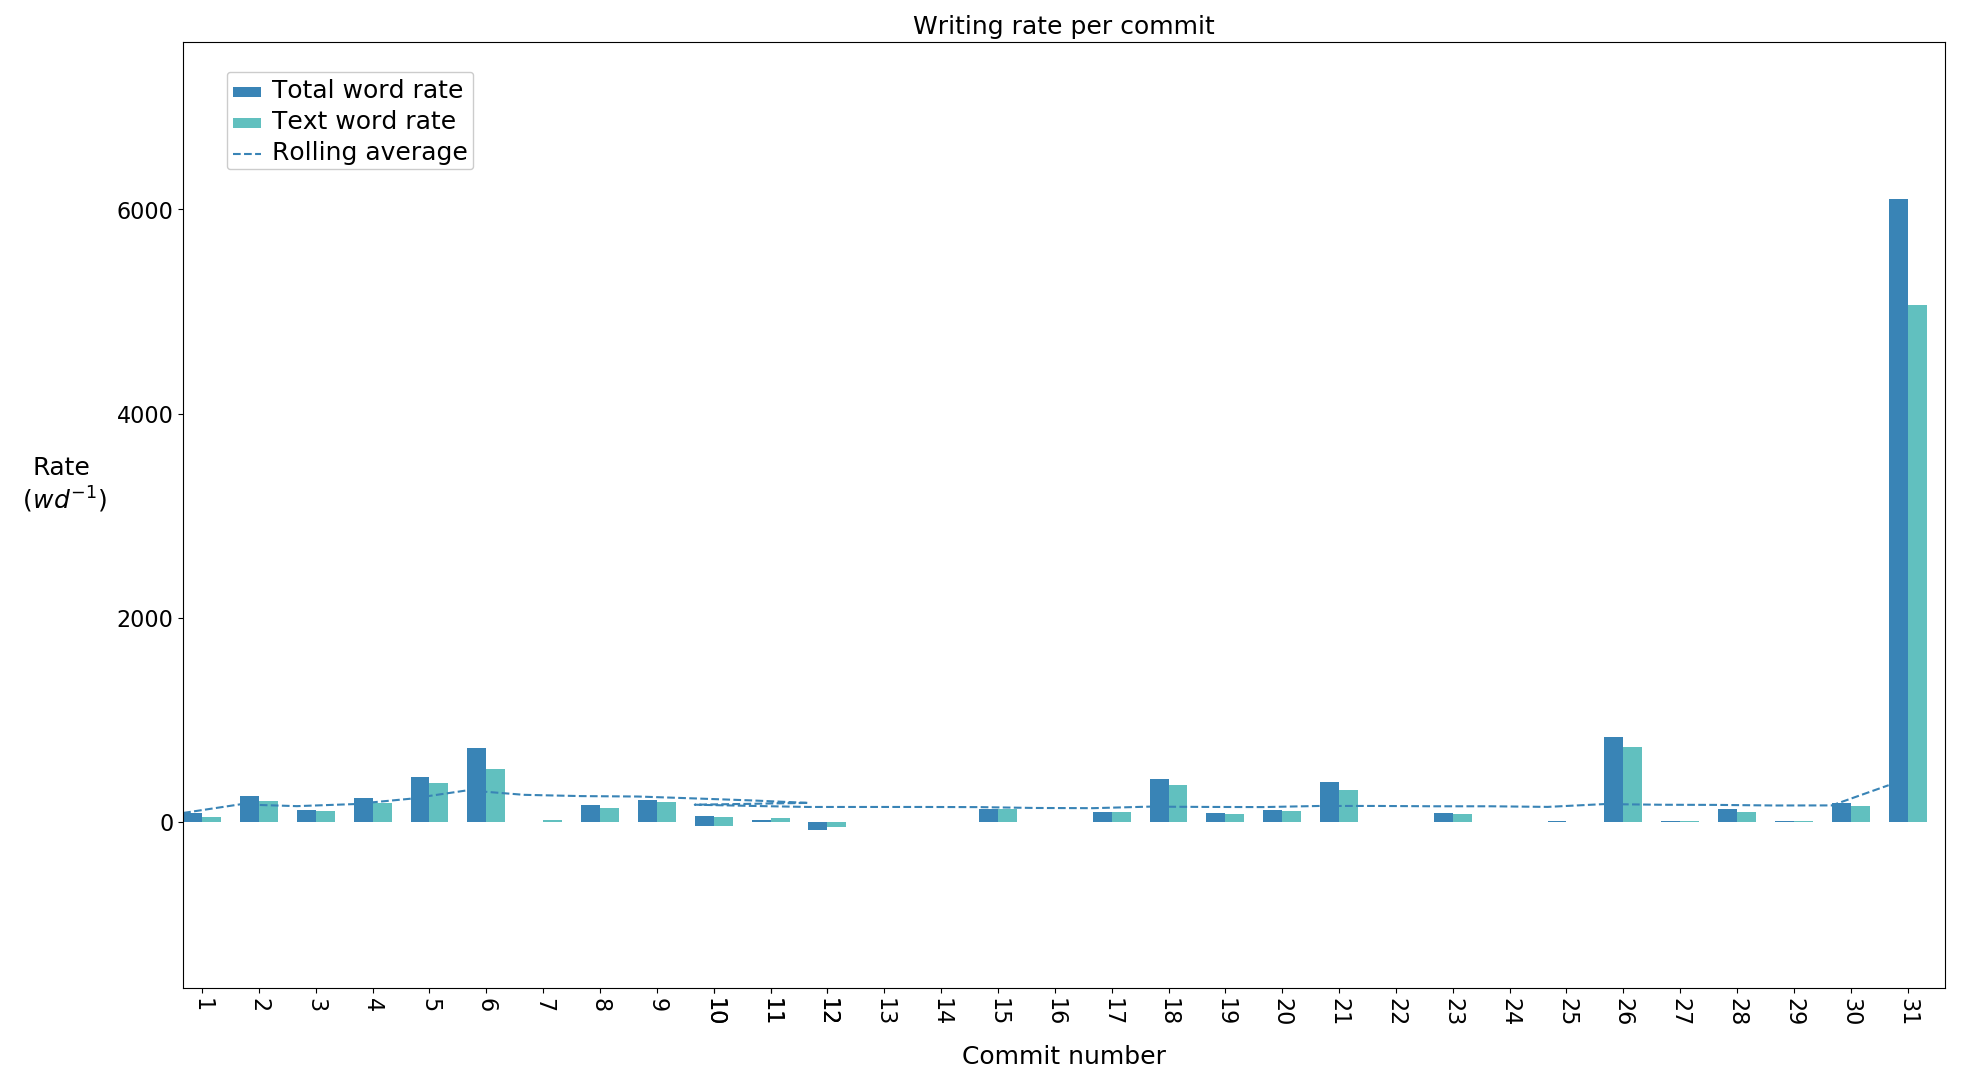 Writing rate per commit
Total word rate
Text word rate
Rolling average
6000
4000
2000
0
Rate
(wd⁻¹)
1 2 3 4 5 6 7 8 9 10 11 12 13 14 15 16 17 18 19 20 21 22 23 24 25 26 27 28 29 30 31
Commit number